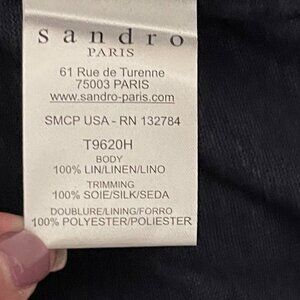 sandro
PARIS
61 Rue de Turenne
75003 PARIS
www.sandro-paris.com
SMCP USA - RN 132784
T9620H
BODY
100% LIN/LINEN/LINO
TRIMMING
100% SOIE/SILK/SEDA
DOUBLURE/LINING/FORRO
100% POLYESTER/POLIESTER